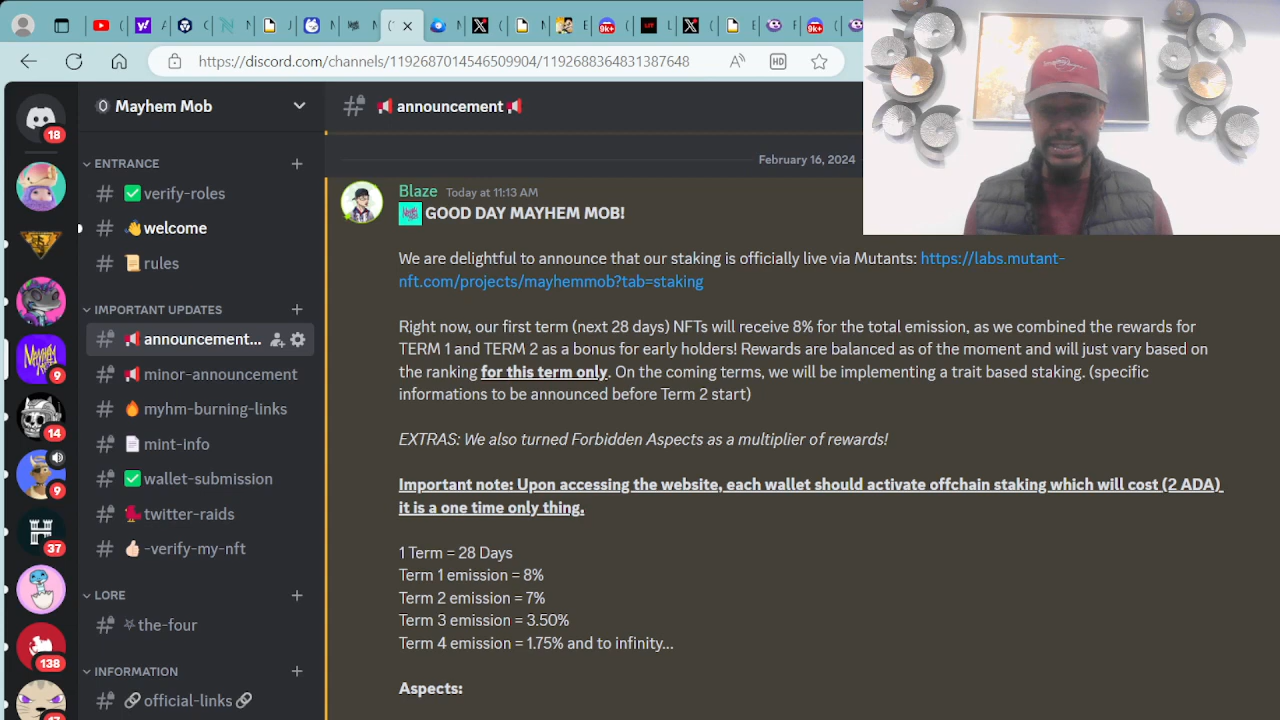 https://discord.com/channels/1192687014546509904/1192688364831387648
HD
18
9
14
9
37
138
Mayhem Mob
ENTRANCE
# ✅verify-roles
# 👋welcome
# 📜rules
IMPORTANT UPDATES
# 📢announcement...
# 📢minor-announcement
# 🔥myhm-burning-links
# 📄mint-info
# ✅wallet-submission
# twitter-raids
# 👍🏻-verify-my-nft
LORE
# ⛧the-four
INFORMATION
# 🔗official-links🔗
# 📢announcement📢
February 16, 2024
Blaze Today at 11:13 AM
GOOD DAY MAYHEM MOB!
We are delightful to announce that our staking is officially live via Mutants: https://labs.mutant-
nft.com/projects/mayhemmob?tab=staking
Right now, our first term (next 28 days) NFTs will receive 8% for the total emission, as we combined the rewards for
TERM 1 and TERM 2 as a bonus for early holders! Rewards are balanced as of the moment and will just vary based on
the ranking for this term only. On the coming terms, we will be implementing a trait based staking. (specific
informations to be announced before Term 2 start)
EXTRAS: We also turned Forbidden Aspects as a multiplier of rewards!
Important note: Upon accessing the website, each wallet should activate offchain staking which will cost (2 ADA)
it is a one time only thing.
1 Term = 28 Days
Term 1 emission = 8%
Term 2 emission = 7%
Term 3 emission = 3.50%
Term 4 emission = 1.75% and to infinity...
Aspects: